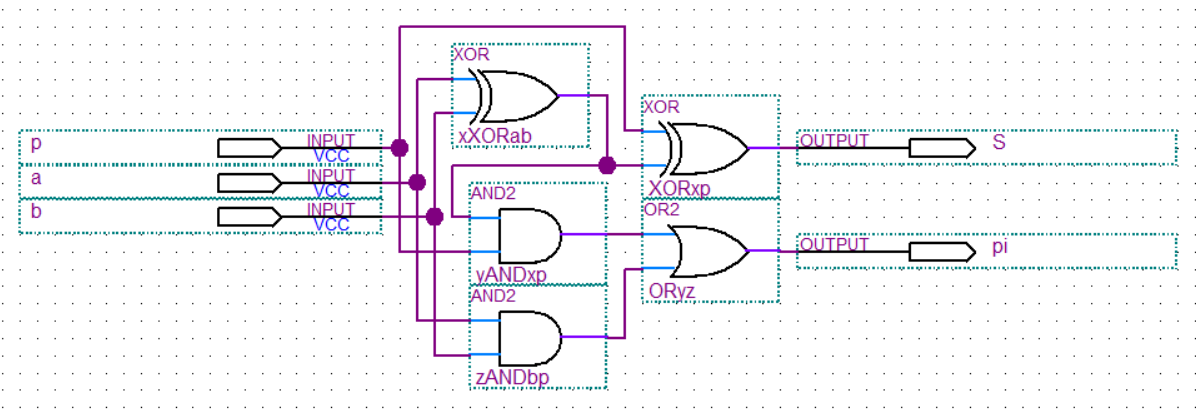 XOR
xXORab
XOR
p
INPUT
VCC
OUTPUT
S
a
INPUT
VCC
AND2
XORxp
b
INPUT
VCC
OR2
OUTPUT
pi
yANDxp
AND2
ORyz
zANDbp